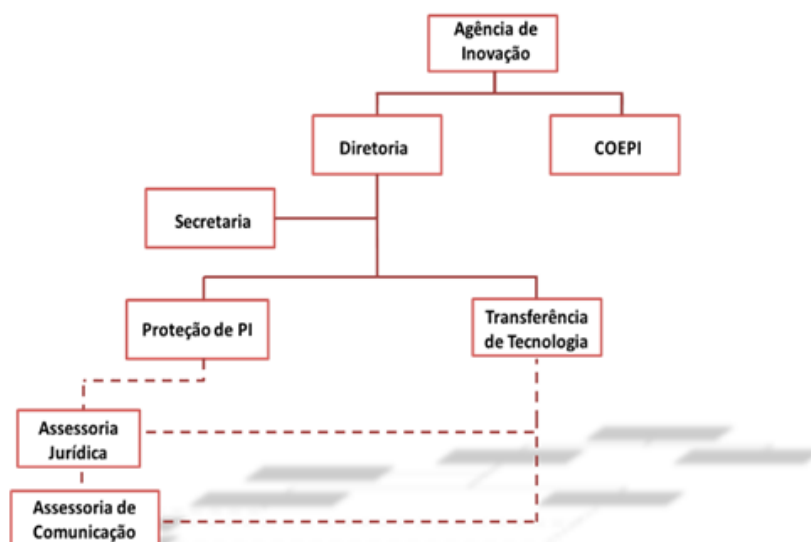 Agência de
Inovação
Diretoria
COEPI
Secretaria
Proteção de PI
Transferência
de Tecnologia
Assessoria
Jurídica
Assessoria de
Comunicação